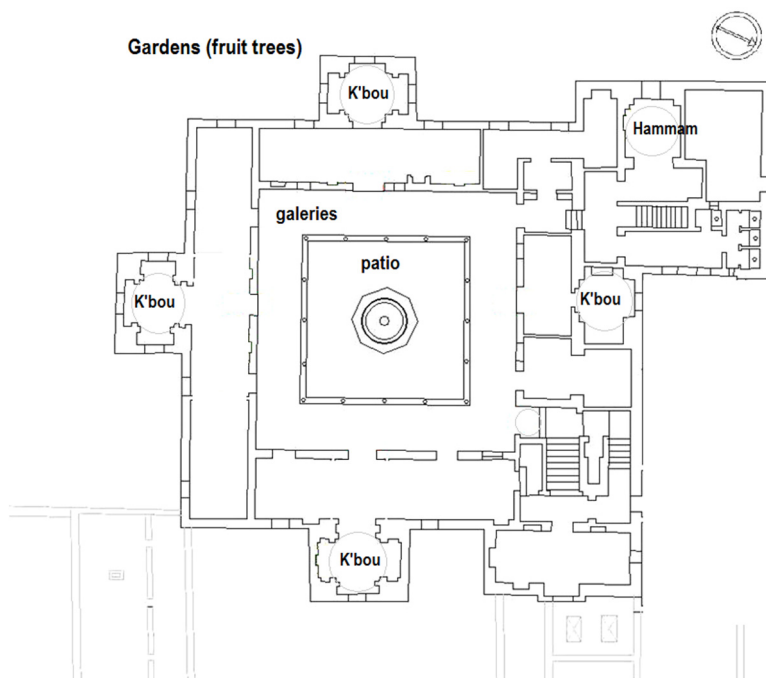 Gardens (fruit trees)
K'bou
Hammam
galeries
patio
K'bou
K'bou
K'bou